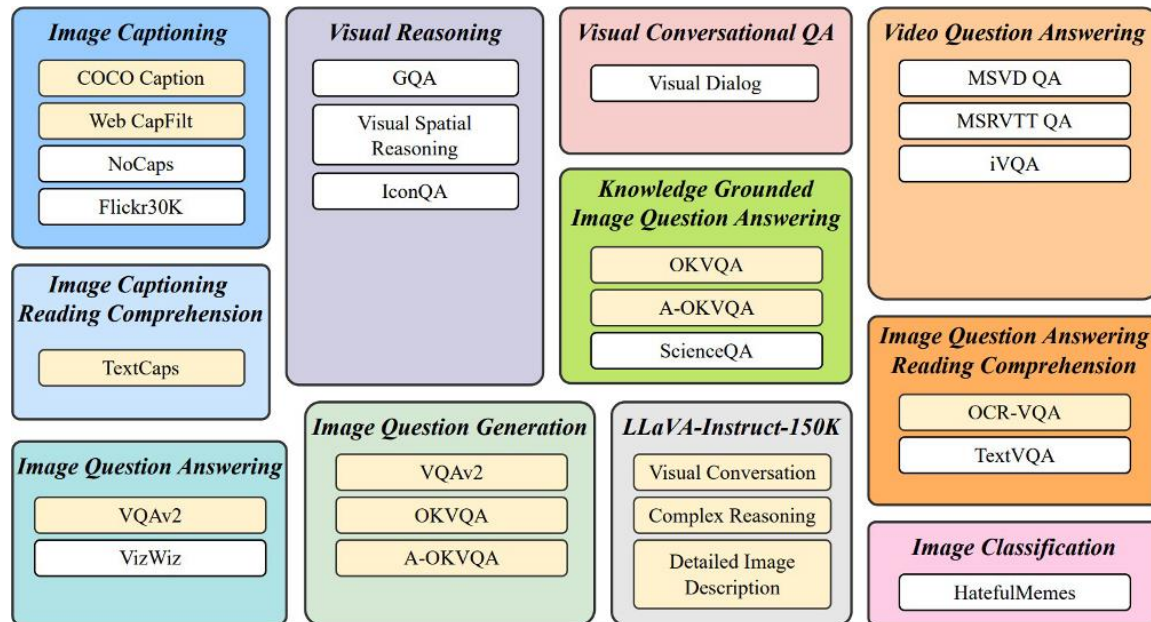 Image Captioning
COCO Caption
Web CapFilt
NoCaps
Flickr30K
Image Captioning
Reading Comprehension
TextCaps
Image Question Answering
VQAv2
VizWiz
Visual Reasoning
GQA
Visual Spatial
Reasoning
IconQA
Image Question Generation
VQAv2
OKVQA
A-OKVQA
Visual Conversational QA
Visual Dialog
Knowledge Grounded
Image Question Answering
OKVQA
A-OKVQA
ScienceQA
LLaVA-Instruct-150K
Visual Conversation
Complex Reasoning
Detailed Image
Description
Video Question Answering
MSVD QA
MSRVTT QA
iVQA
Image Question Answering
Reading Comprehension
OCR-VQA
TextVQA
Image Classification
HatefulMemes